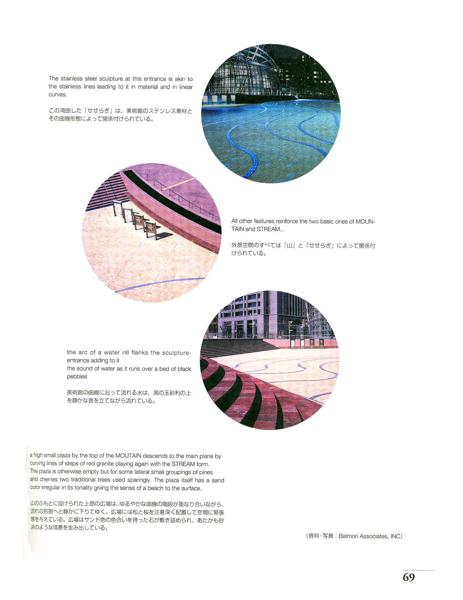 The stainless steel sculpture at this entrance is akin to
the stainless lines leading to it in material and in line
curves.
この湾曲した「せせらぎ」は、美術館のステンレス素材と
その曲線形態によって関係付けられている。
All other features reinforce the two basic ones of MOUN-
TAIN and STREAM...
外部空間のすべては「山」と「せせらぎ」によって関係付
けられている。
the arc of a water rill flanks the sculpture-
entrance adding to it
the sound of water as it runs over a bed of black
pebbles
美術館の曲線に沿って流れる水は、黒の玉砂利の上
を静かな音を立てながら流れている。
a high small plaza by the top of the MOUTAIN descends to the main plane by
curving lines of steps of red granite playing again with the STREAM form.
The plaza is otherwise empty but for some lateral small groupings of pines
and cherries two traditional trees used sparingly. The plaza itself has a sand
color irregular in its tonality giving the sense of a beach to the surface.
山のふもとに設けられた上部の広場は、ゆるやかな曲線の階段が重なり合いながら、
流れの形態へと静かに下りてゆく。広場には松と桜を注意深く配置して空間に緊張
感を与えている。広場はサンド色の色合いを持った石が敷き詰められ、あたかも砂
浜のような情景を生み出している。
(資料・写真:Balmori Associates, INC)
69